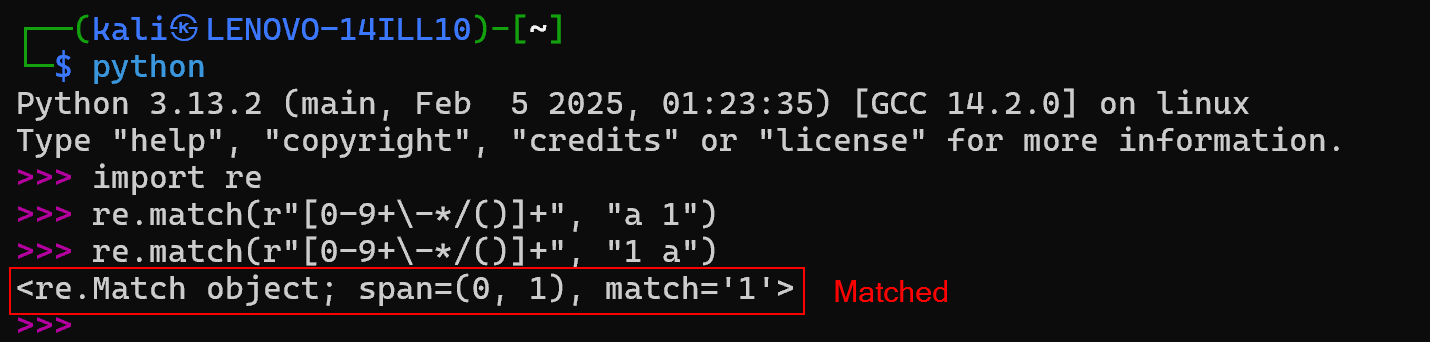 ┌──(kali㉿LENOVO-14ILL10)-[~]
└─$ python
Python 3.13.2 (main, Feb  5 2025, 01:23:35) [GCC 14.2.0] on linux
Type "help", "copyright", "credits" or "license" for more information.
>>> import re
>>> re.match(r"[0-9+\-*/()]+", "a 1")
>>> re.match(r"[0-9+\-*/()]+", "1 a")
<re.Match object; span=(0, 1), match='1'> Matched
>>>